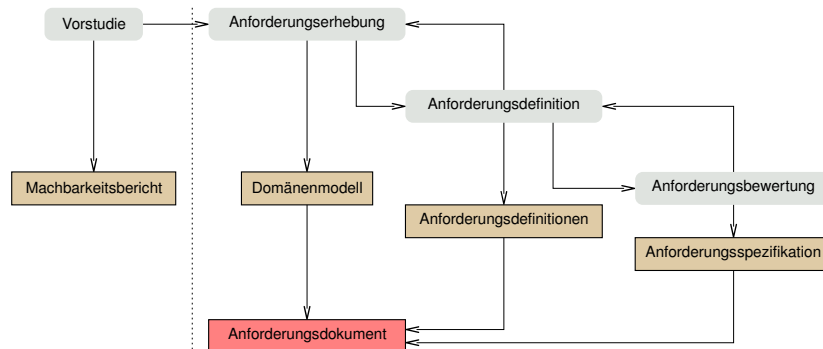 Vorstudie
Anforderungserhebung
Anforderungsdefinition
Machbarkeitsbericht
Domänenmodell
Anforderungsbewertung
Anforderungsdefinitionen
Anforderungsspezifikation
Anforderungsdokument